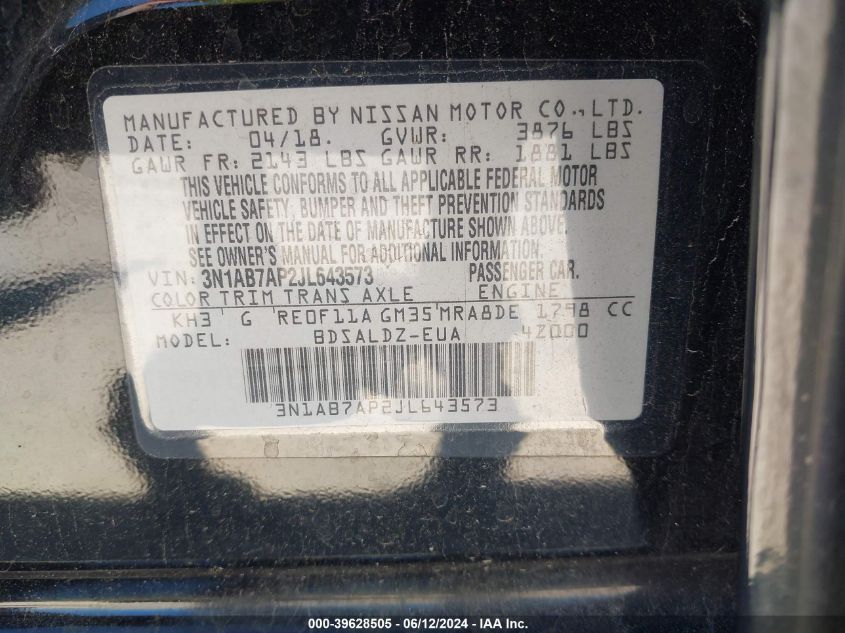 MANUFACTURED BY NISSAN MOTOR CO.,LTD.
DATE: 04/18. GVWR: 3876 LBS
GAWR FR: 2143 LBS GAWR RR: 1881 LBS
THIS VEHICLE CONFORMS TO ALL APPLICABLE FEDERAL MOTOR
VEHICLE SAFETY, BUMPER AND THEFT PREVENTION STANDARDS
IN EFFECT ON THE DATE OF MANUFACTURE SHOWN ABOVE.
SEE OWNER'S MANUAL FOR ADDITIONAL INFORMATION.
VIN: 3N1AB7AP2JL643573 PASSENGER CAR.
COLOR TRIM TRANS AXLE ENGINE
KH3 G RE0F11A GM35 MRA8DE 1798 CC
MODEL: BDSALDZ-EUA 4Z000
3N1AB7AP2JL643573
000-39628505 - 06/12/2024 - IAAI.com